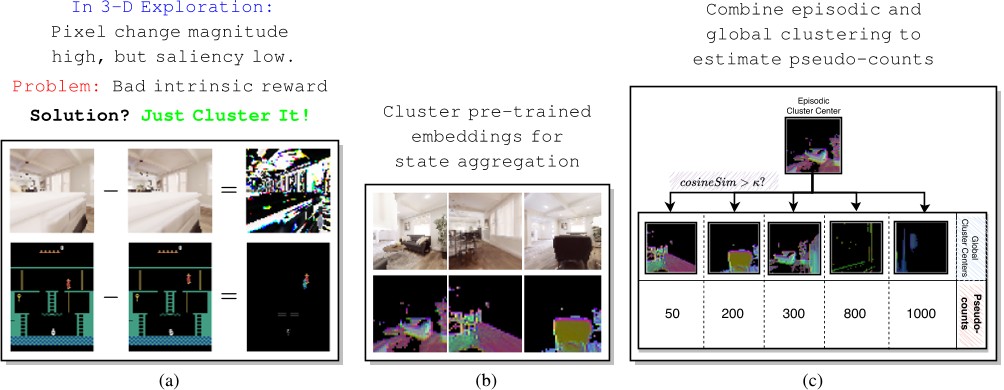 In 3-D Exploration:
Pixel change magnitude
high, but saliency low.
Problem: Bad intrinsic reward
Solution? Just Cluster It!
−
=
−
=
(a)
Cluster pre-trained
embeddings for
state aggregation
(b)
Combine episodic and
global clustering to
estimate pseudo-counts
Episodic
Cluster Center
cosineSim > κ?
Global
Cluster Centers
50
200
300
800
1000
Pseudo-
counts
(c)